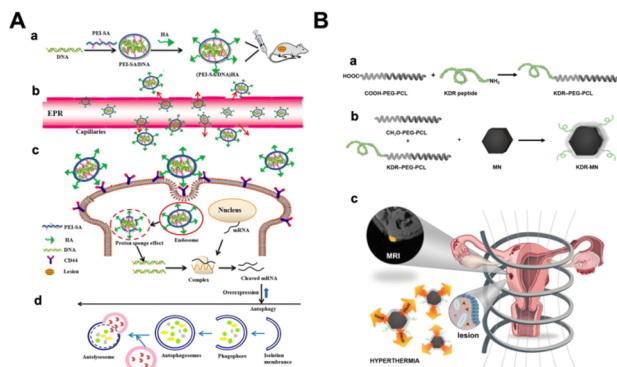 A
a
PEI-SA
HA
DNA
PEI-SA/DNA
(PEI-SA/DNA)HA
b
EPR
Capillaries
c
Nucleus
mRNA
Proton sponge effect
Endosome
PEI-SA
HA
DNA
CD44
Lesion
Complex
Cleaved mRNA
Overexpression
Autophagy
d
Autolysosome
Autophagosomes
Phagophore
Isolation
membrance
B
a
HOOC
NH2
COOH-PEG-PCL
+
KDR peptide
KDR-PEG-PCL
b
CH3O-PEG-PCL
+
+
KDR-PEG-PCL
MN
KDR-MN
c
MRI
lesion
HYPERTHERMIA